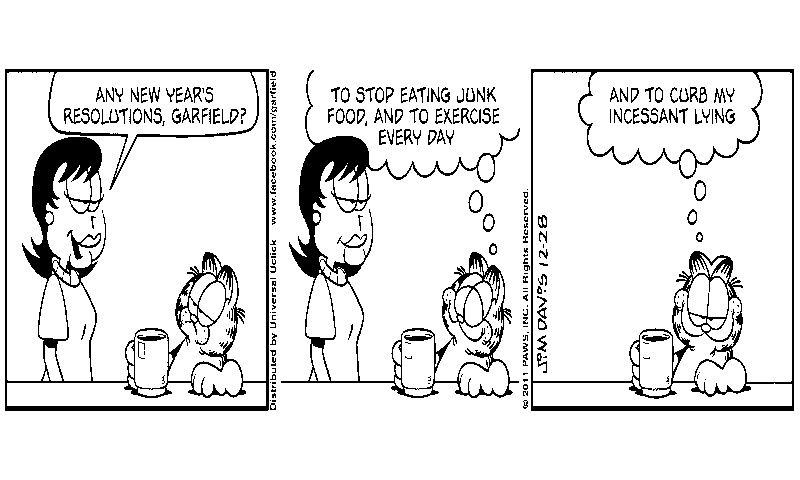 ANY NEW YEAR'S
RESOLUTIONS, GARFIELD?
Distributed by Universal Uclick www.facebook.com/garfield
TO STOP EATING JUNK
FOOD, AND TO EXERCISE
EVERY DAY
© 2011 PAWS, INC. All Rights Reserved.
JIM DAVIS 12-28
AND TO CURB MY
INCESSANT LYING